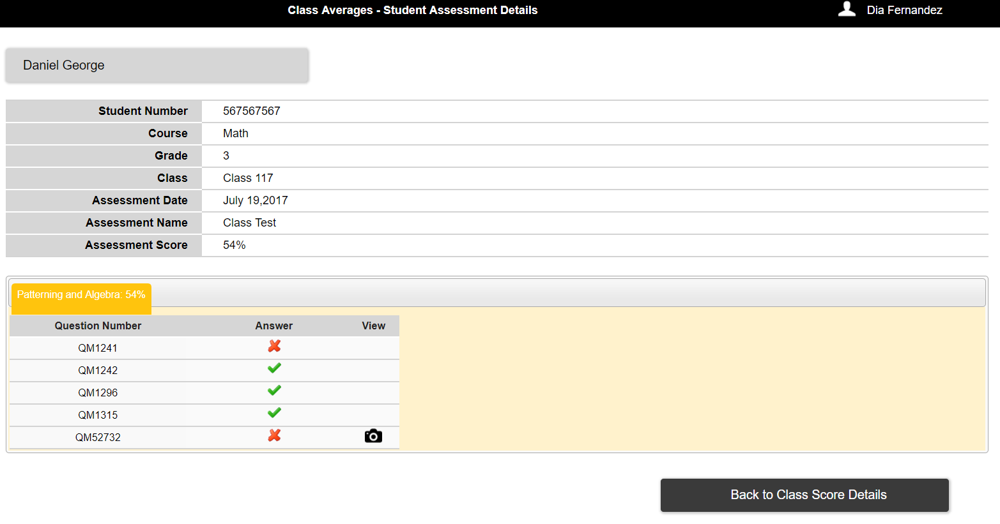 Class Averages - Student Assessment Details
Dia Fernandez
Daniel George
Student Number 567567567
Course Math
Grade 3
Class Class 117
Assessment Date July 19,2017
Assessment Name Class Test
Assessment Score 54%
Patterning and Algebra: 54%
Question Number Answer View
QM1241
QM1242
QM1296
QM1315
QM52732
Back to Class Score Details